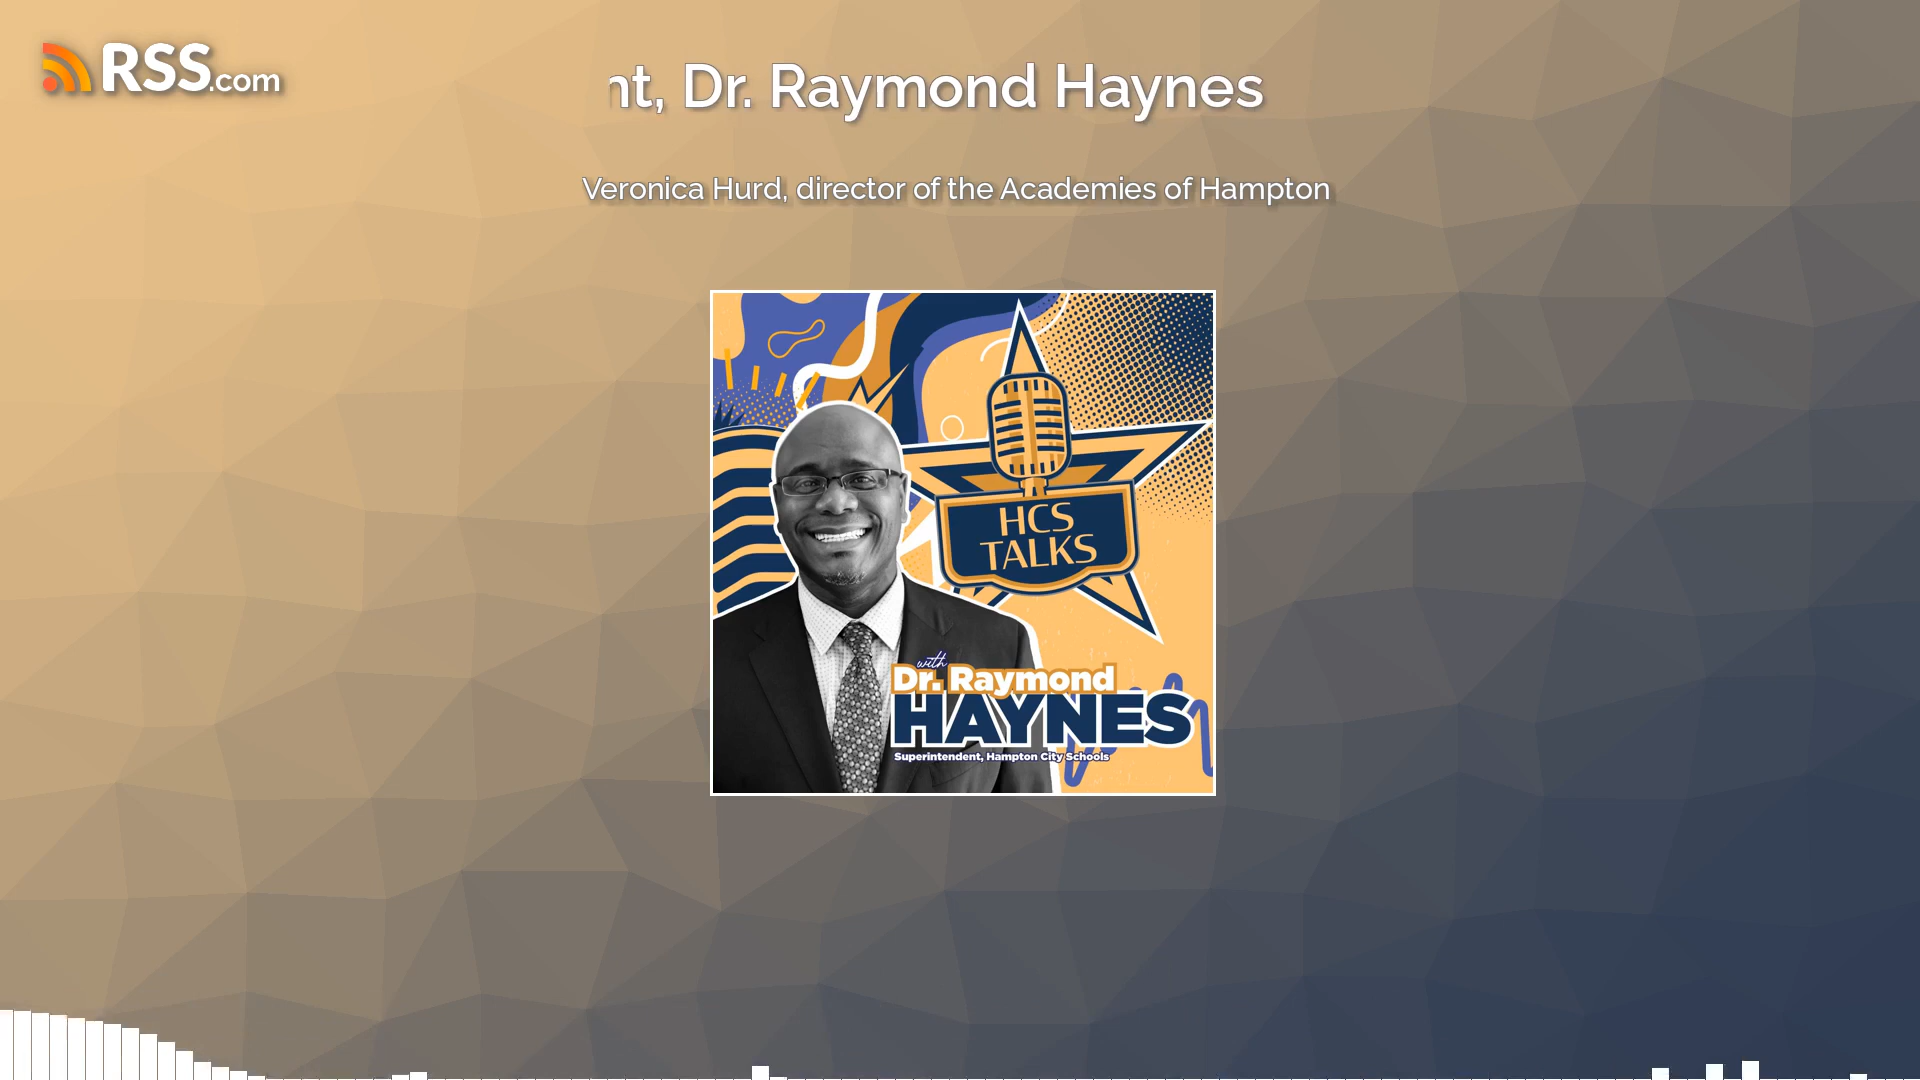 RSS.com
nt, Dr. Raymond Haynes
Veronica Hurd, director of the Academies of Hampton
HCS
TALKS
with
Dr. Raymond
HAYNES
Superintendent, Hampton City Schools